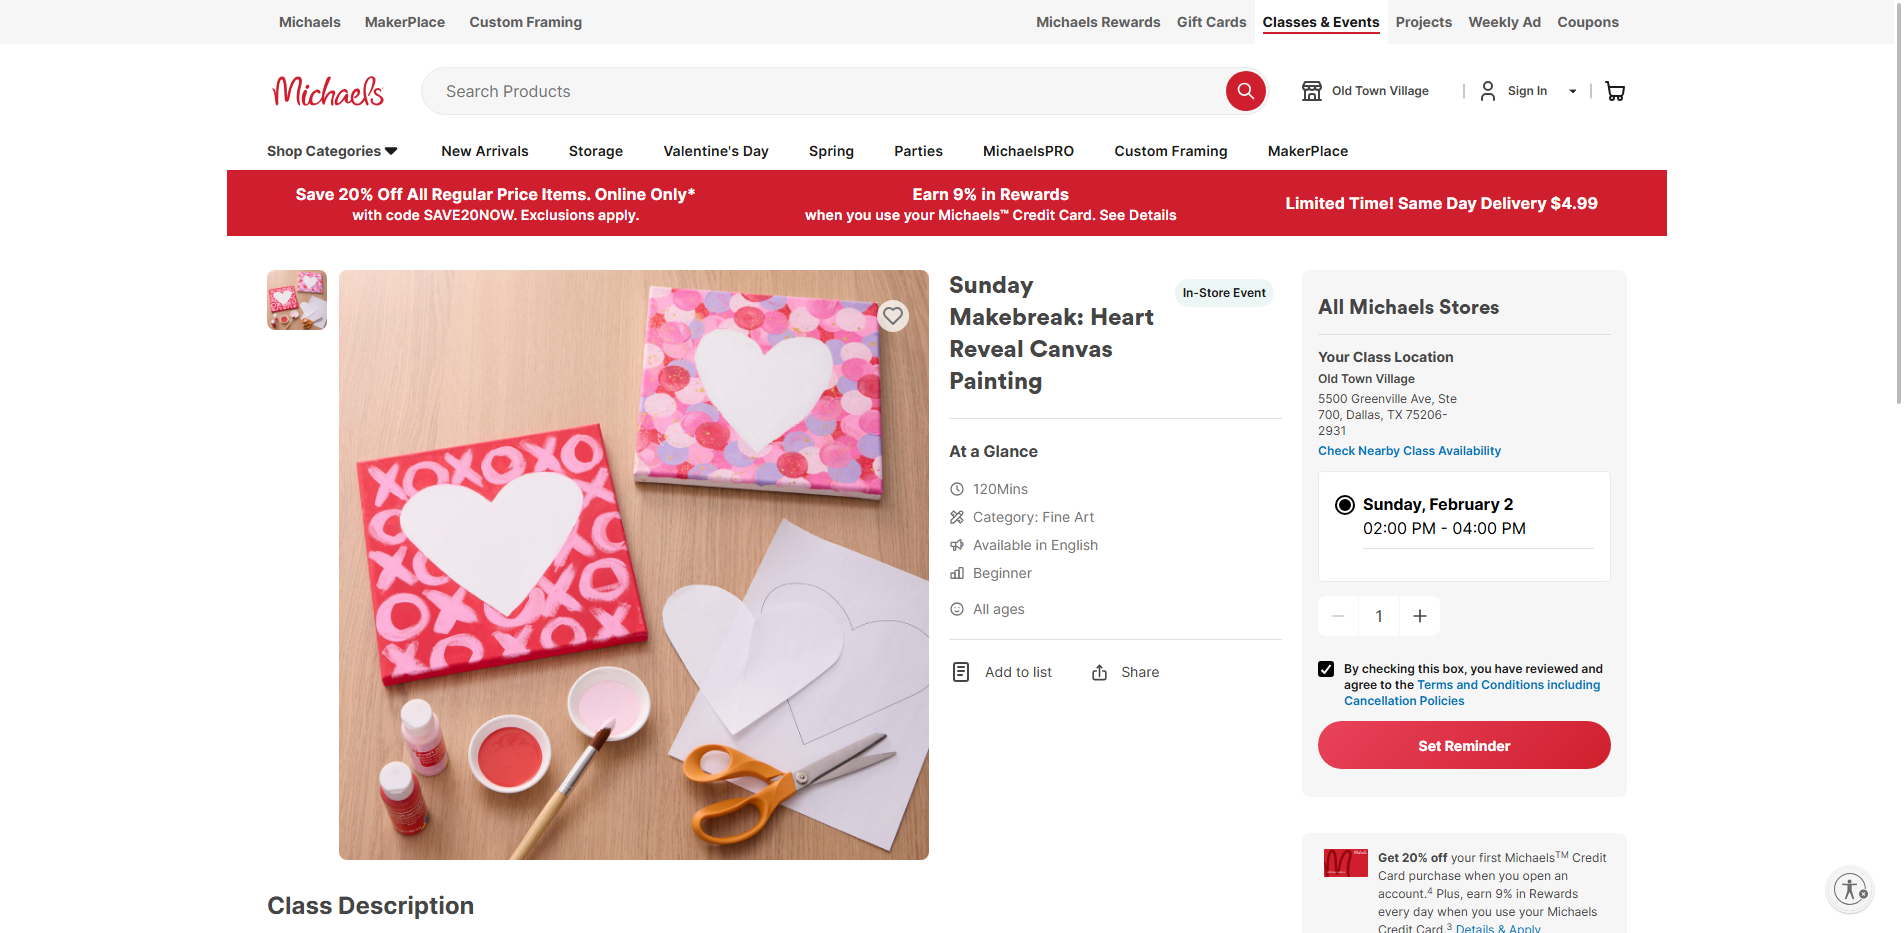 Michaels
MakerPlace
Custom Framing
Michaels Rewards
Gift Cards
Classes & Events
Projects
Weekly Ad
Coupons
Michaels
Search Products
Old Town Village
Sign In
Shop Categories
New Arrivals
Storage
Valentine's Day
Spring
Parties
MichaelsPRO
Custom Framing
MakerPlace
Save 20% Off All Regular Price Items. Online Only*
with code SAVE20NOW. Exclusions apply.
Earn 9% in Rewards
when you use your Michaels™ Credit Card. See Details
Limited Time! Same Day Delivery $4.99
XOXOXO
Sunday
Makebreak: Heart
Reveal Canvas
Painting
In-Store Event
At a Glance
120Mins
Category: Fine Art
Available in English
Beginner
All ages
Add to list
Share
All Michaels Stores
Your Class Location
Old Town Village
5500 Greenville Ave, Ste
700, Dallas, TX 75206-
2931
Check Nearby Class Availability
Sunday, February 2
02:00 PM - 04:00 PM
1
By checking this box, you have reviewed and
agree to the Terms and Conditions including
Cancellation Policies
Set Reminder
Get 20% off your first Michaels™ Credit
Card purchase when you open an
account.⁴ Plus, earn 9% in Rewards
every day when you use your Michaels
Credit Card.³ Details & Apply
Class Description